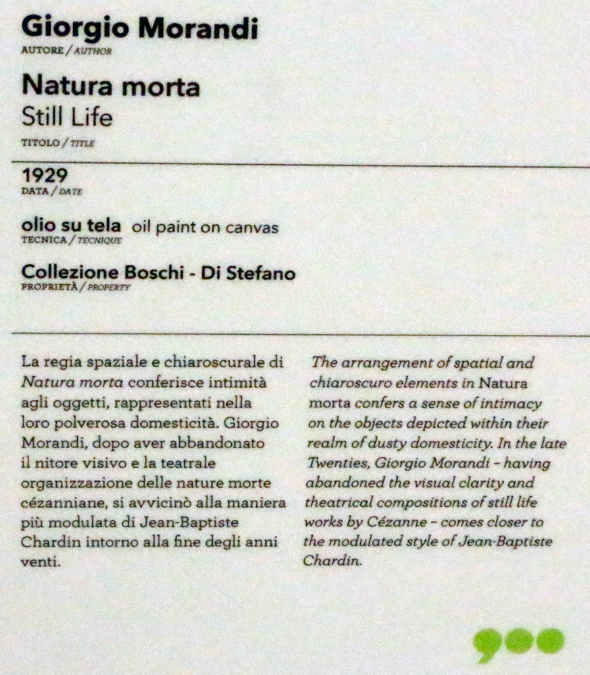 Giorgio Morandi
AUTORE / AUTHOR
Natura morta
Still Life
TITOLO / TITLE
1929
DATA / DATE
olio su tela oil paint on canvas
TECNICA / TECNIQUE
Collezione Boschi - Di Stefano
PROPRIETÀ / PROPERTY
La regia spaziale e chiaroscurale di
Natura morta conferisce intimità
agli oggetti, rappresentati nella
loro polverosa domesticità. Giorgio
Morandi, dopo aver abbandonato
il nitore visivo e la teatrale
organizzazione delle nature morte
cézanniane, si avvicinò alla maniera
più modulata di Jean-Baptiste
Chardin intorno alla fine degli anni
venti.
The arrangement of spatial and
chiaroscuro elements in Natura
morta confers a sense of intimacy
on the objects depicted within their
realm of dusty domesticity. In the late
Twenties, Giorgio Morandi – having
abandoned the visual clarity and
theatrical compositions of still life
works by Cézanne – comes closer to
the modulated style of Jean-Baptiste
Chardin.
900